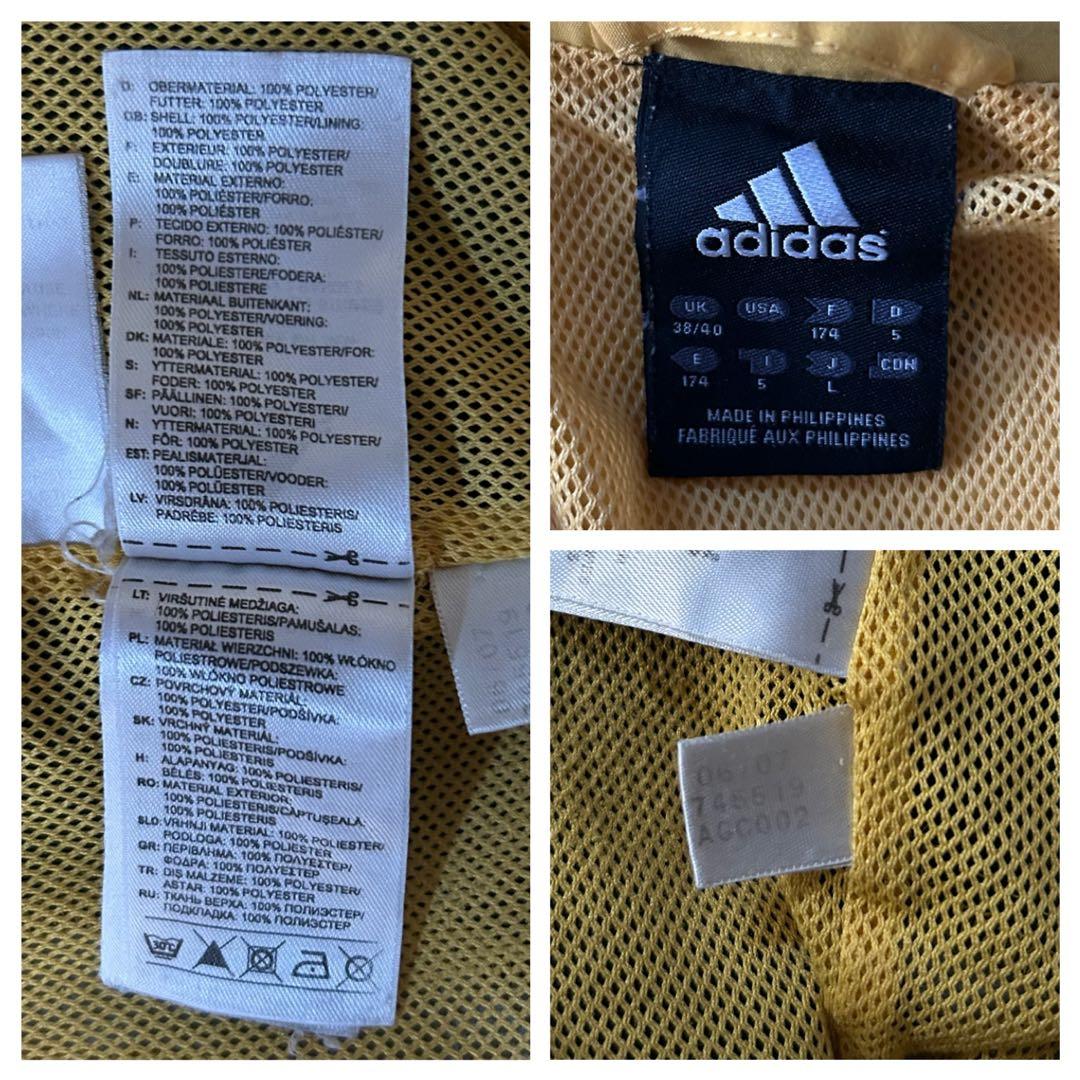 D: OBERMATERIAL: 100% POLYESTER/
FUTTER: 100% POLYESTER
GB: SHELL: 100% POLYESTER/LINING:
100% POLYESTER
F: EXTERIEUR: 100% POLYESTER/
DOUBLURE: 100% POLYESTER
E: MATERIAL EXTERNO:
100% POLIÉSTER/FORRO:
100% POLIÉSTER
P: TECIDO EXTERNO: 100% POLIÉSTER/
FORRO: 100% POLIÉSTER
I: TESSUTO ESTERNO:
100% POLIESTERE/FODERA:
100% POLIESTERE
NL: MATERIAAL BUITENKANT:
100% POLYESTER/VOERING:
100% POLYESTER
DK: MATERIALE: 100% POLYESTER/FOR:
100% POLYESTER
S: YTTERMATERIAL: 100% POLYESTER/
FODER: 100% POLYESTER
SF: PÄÄLLINEN: 100% POLYESTERI/
VUORI: 100% POLYESTERI
N: YTTERMATERIAL: 100% POLYESTER/
FÔR: 100% POLYESTER
EST: PEALISMATERJAL:
100% POLÜESTER/VOODER:
100% POLÜESTER
LV: VIRSDRĀNA: 100% POLIESTERIS/
PADRĒBE: 100% POLIESTERIS
LT: VIRŠUTINĖ MEDŽIAGA:
100% POLIESTERIS/PAMUŠALAS:
100% POLIESTERIS
PL: MATERIAŁ WIERZCHNI: 100% WŁÓKNO
POLIESTROWE/PODSZEWKA:
100% WŁÓKNO POLIESTROWE
CZ: POVRCHOVÝ MATERIÁL:
100% POLYESTER/PODŠÍVKA:
100% POLYESTER
SK: VRCHNÝ MATERIÁL:
100% POLIESTERIS/PODŠÍVKA:
100% POLIESTERIS
H: ALAPANYAG: 100% POLIESTERIS/
BÉLÉS: 100% POLIESTERIS
RO: MATERIAL EXTERIOR:
100% POLIESTERIS/CAPTUŞEALÁ:
100% POLIESTERIS
SLO: VRHNJI MATERIAL: 100% POLIESTER/
PODLOGA: 100% POLIESTER
GR: ΠΕΡΙΒΛΗΜΑ: 100% ΠΟΛΥΕΣΤΕΡ/
ΦΟΔΡΑ: 100% ΠΟΛΥΕΣΤΕΡ
TR: DIŞ MALZEME: 100% POLYESTER/
ASTAR: 100% POLYESTER
RU: ТКАНЬ ВЕРХА: 100% ПОЛИЭСТЕР/
ПОДКЛАДКА: 100% ПОЛИЭСТЕР
30°C
adidas
UK USA F D
38/40 174 5
E I J CDN
174 5 L
MADE IN PHILIPPINES
FABRIQUÉ AUX PHILIPPINES
06/07
745519
AGC002